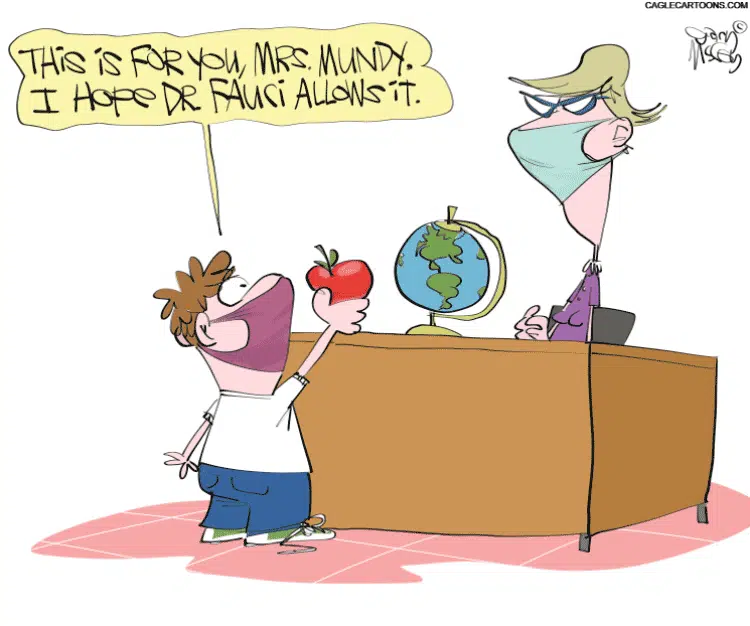 CAGLECARTOONS.COM
THIS IS FOR YOU, MRS. MUNDY.
I HOPE DR FAUCI ALLOWS IT.
©